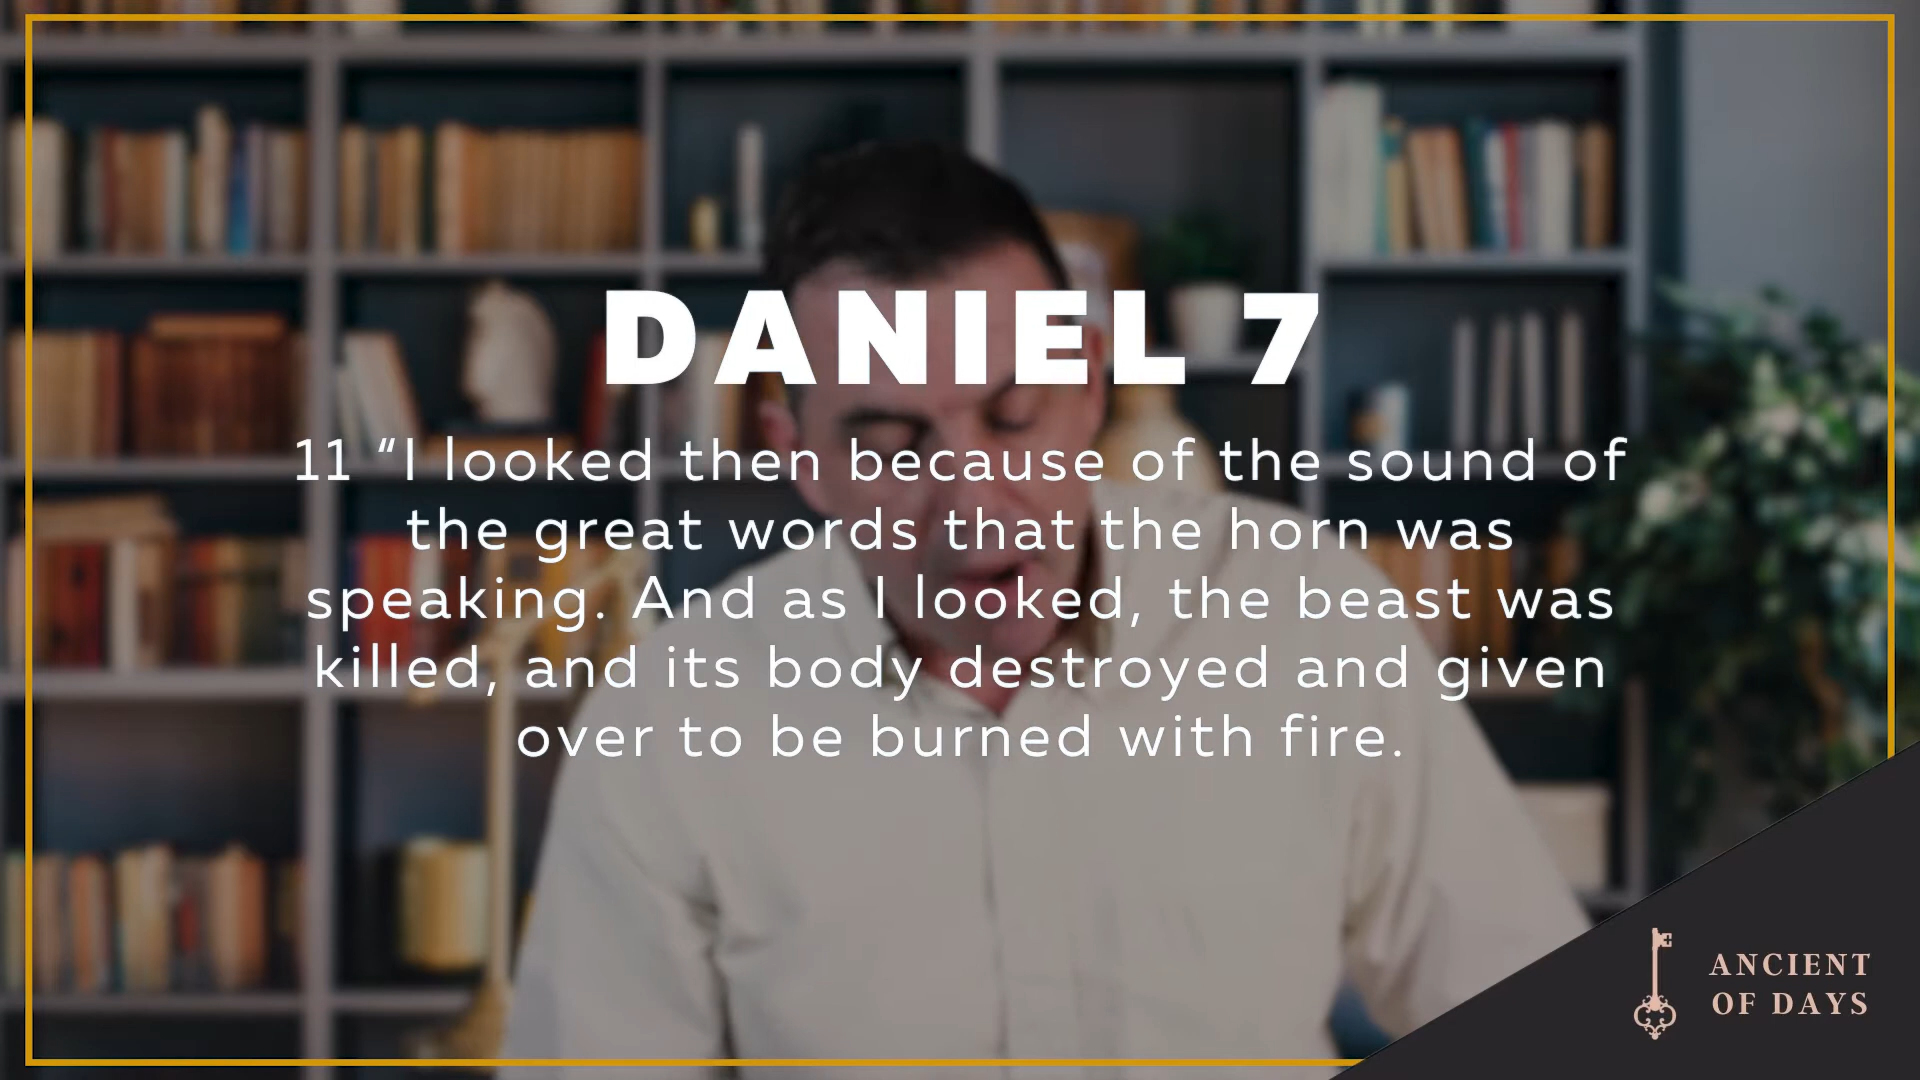 DANIEL 7
11 “I looked then because of the sound of
the great words that the horn was
speaking. And as I looked, the beast was
killed, and its body destroyed and given
over to be burned with fire.
ANCIENT
OF DAYS